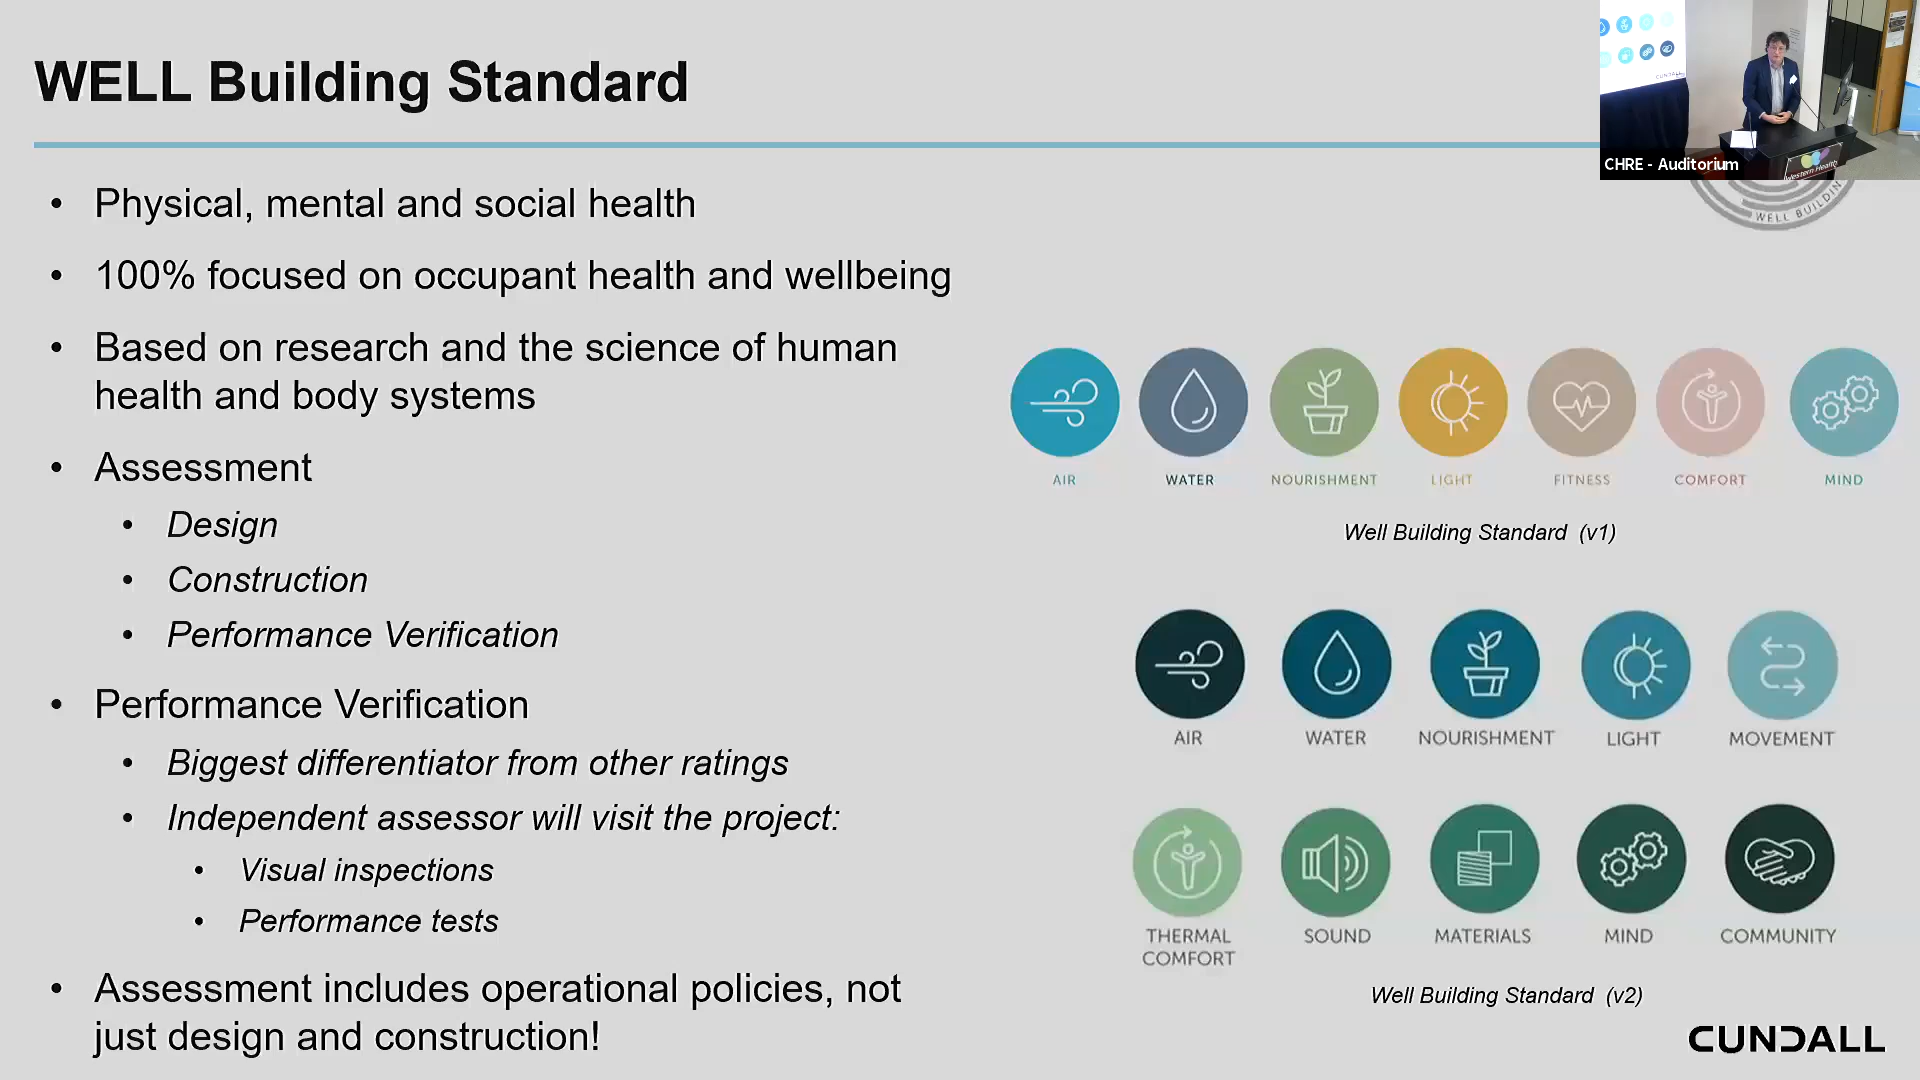 WELL Building Standard
CHRE - Auditorium
Western Health
WELL BUILDIN
• Physical, mental and social health
• 100% focused on occupant health and wellbeing
• Based on research and the science of human
health and body systems
• Assessment
• Design
• Construction
• Performance Verification
• Performance Verification
• Biggest differentiator from other ratings
• Independent assessor will visit the project:
• Visual inspections
• Performance tests
• Assessment includes operational policies, not
just design and construction!
AIR WATER NOURISHMENT LIGHT FITNESS COMFORT MIND
Well Building Standard (v1)
AIR WATER NOURISHMENT LIGHT MOVEMENT
THERMAL COMFORT SOUND MATERIALS MIND COMMUNITY
Well Building Standard (v2)
CUNDALL